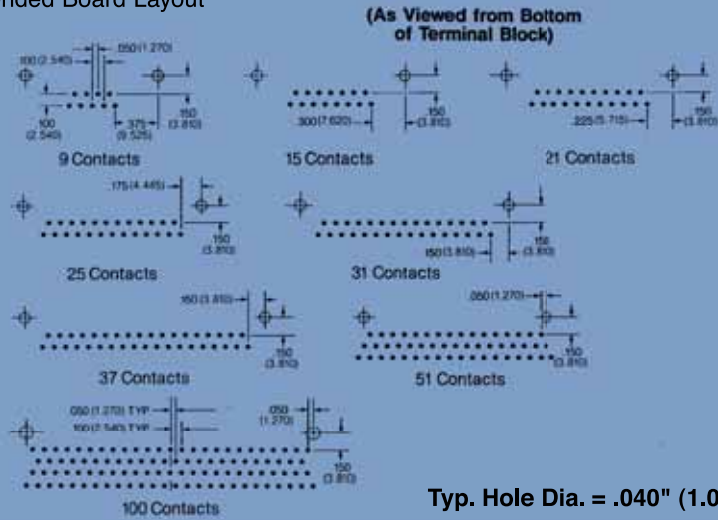 nded Board Layout
(As Viewed from Bottom
of Terminal Block)
.050 (1.270)
.100 (2.540)
.100
(2.540)
.375
(9.525)
.150
(3.810)
9 Contacts
.300 (7.620)
.150
(3.810)
15 Contacts
.225 (5.715)
.150
(3.810)
21 Contacts
.175 (4.445)
.150
(3.810)
25 Contacts
.150 (3.810)
.150
(3.810)
31 Contacts
.150 (3.810)
.150
(3.810)
37 Contacts
.050 (1.270)
.150
(3.810)
51 Contacts
.050 (1.270) TYP.
.100 (2.540) TYP.
.050
(1.270)
.150
(3.810)
100 Contacts
Typ. Hole Dia. = .040" (1.0